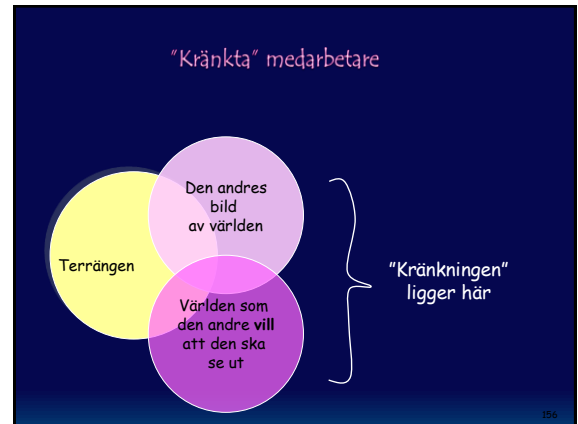 "Kränkta" medarbetare
Den andres
bild
av världen
Terrängen
"Kränkningen"
ligger här
Världen som
den andre vill
att den ska
se ut
156